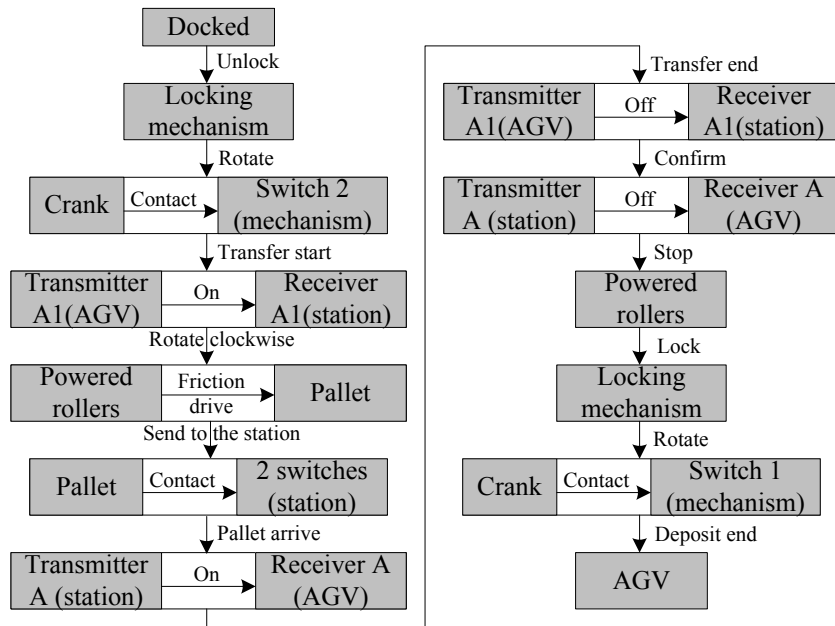 Docked
Unlock
Locking
mechanism
Rotate
Crank
Contact
Switch 2
(mechanism)
Transfer start
Transmitter
A1(AGV)
On
Receiver
A1(station)
Rotate clockwise
Powered
rollers
Friction
drive
Pallet
Send to the station
Pallet
Contact
2 switches
(station)
Pallet arrive
Transmitter
A (station)
On
Receiver A
(AGV)
Transfer end
Transmitter
A1(AGV)
Off
Receiver
A1(station)
Confirm
Transmitter
A (station)
Off
Receiver A
(AGV)
Stop
Powered
rollers
Lock
Locking
mechanism
Rotate
Crank
Contact
Switch 1
(mechanism)
Deposit end
AGV